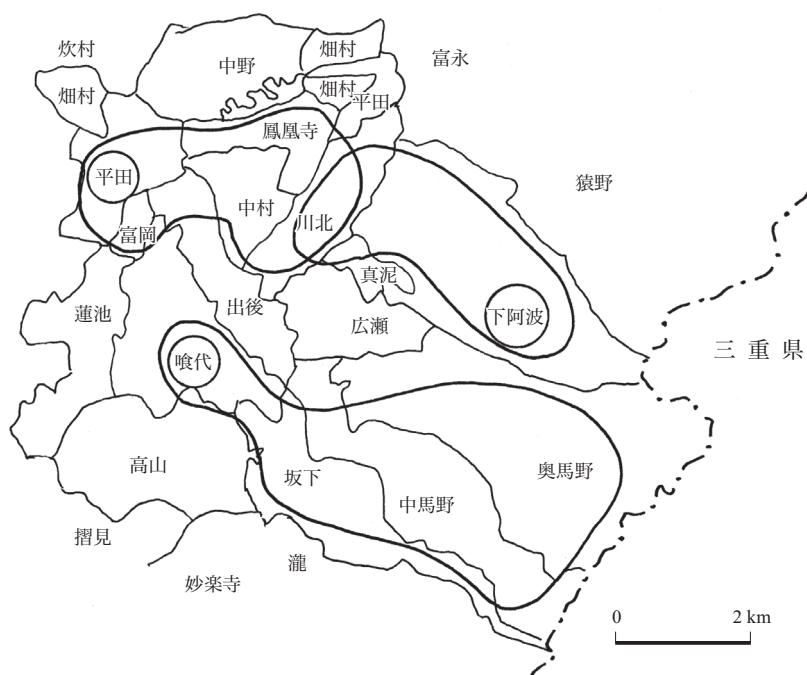 炊村
中野
畑村
富永
畑村
畑村
平田
鳳凰寺
平田
猿野
中村
川北
富岡
真泥
蓮池
出後
下阿波
広瀬
三重県
喰代
高山
坂下
奥馬野
中馬野
摺見
瀧
妙楽寺
0
2 km